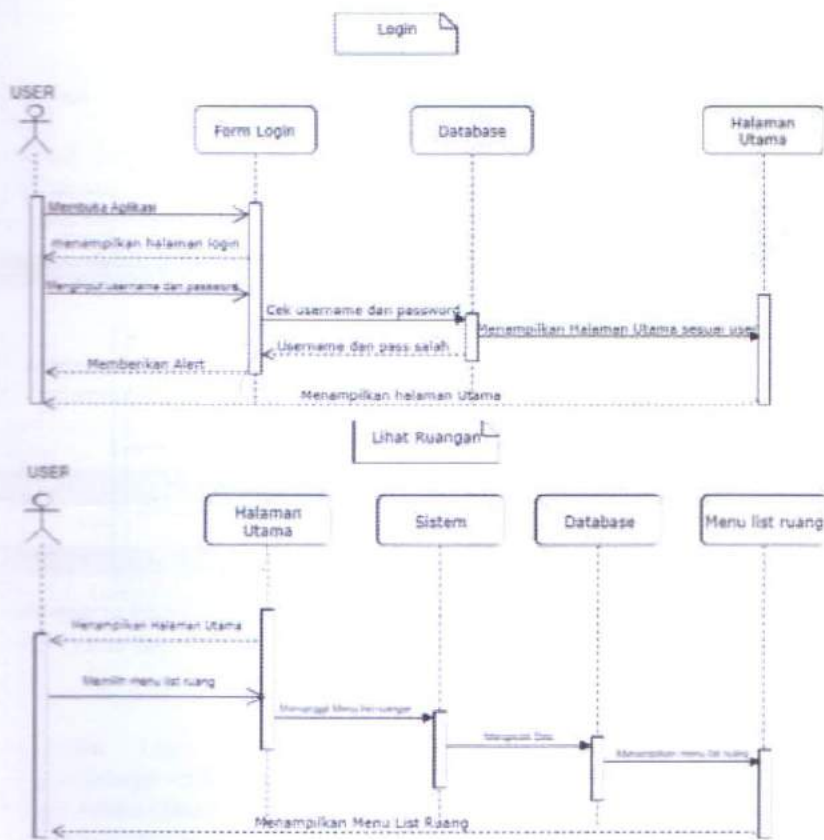 Login
USER
Form Login
Database
Halaman
Utama
Membuka Aplikasi
menampilkan halaman login
Menginput username dan password
Cek username dan password
Menampilkan Halaman Utama sesuai user
Username dan pass salah
Memberikan Alert
Menampilkan halaman Utama
Lihat Ruangan
USER
Halaman
Utama
Sistem
Database
Menu list ruang
Menampilkan Halaman Utama
Memilih menu list ruang
Memanggil Menu
Data
Menampilkan menu list ruang
Menampilkan Menu List Ruang